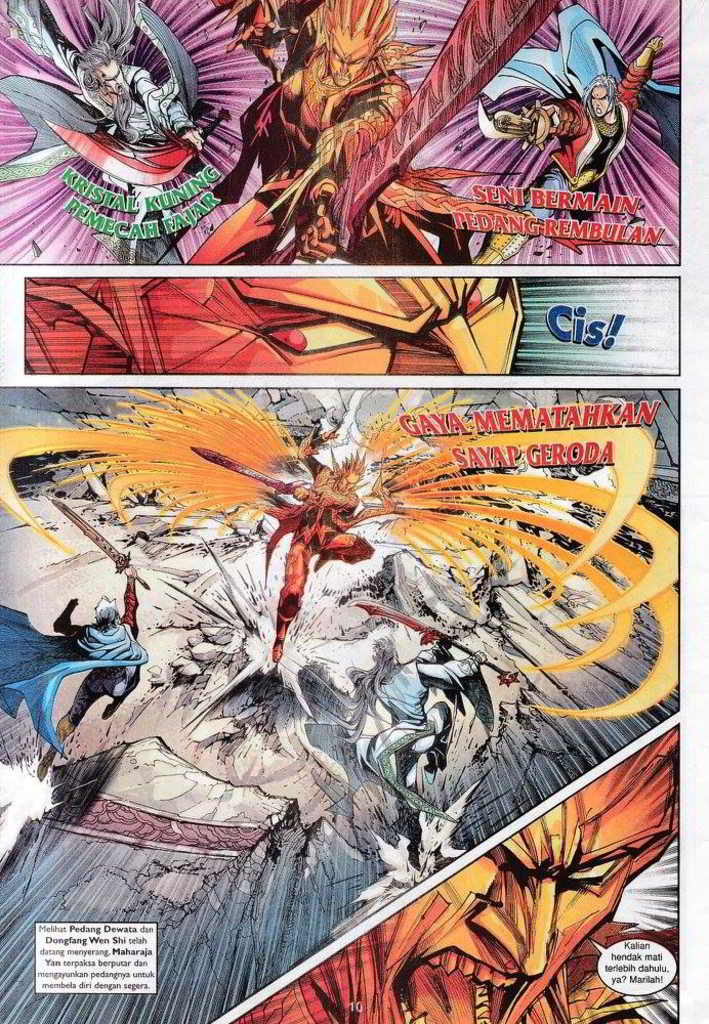 KRISTAL KUNING
PEMECAH FAJAR
SENI BERMAIN
PEDANG REMBULAN
Cis!
GAYA MEMATAHKAN
SAYAP GERODA
Melihat Pedang Dewata dan
Dongfang Wen Shi telah
datang menyerang, Maharaja
Yan terpaksa berputar dan
mengayunkan pedangnya untuk
membela diri dengan segera.
Kalian
hendak mati
terlebih dahulu,
ya? Marilah!
10